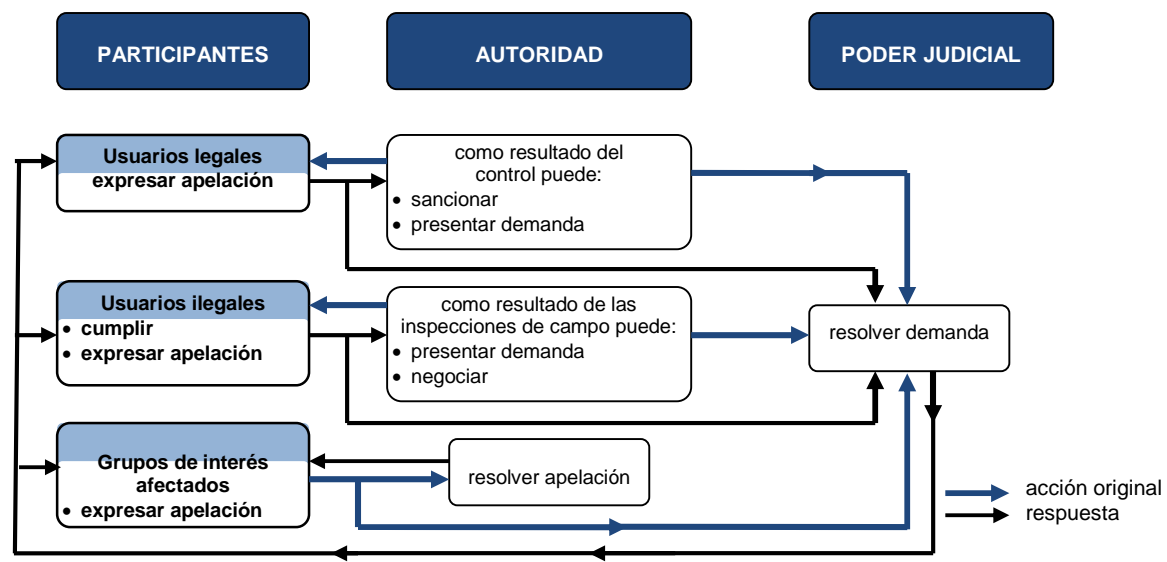 PARTICIPANTES
AUTORIDAD
PODER JUDICIAL
Usuarios legales
expresar apelación
como resultado del
control puede:
• sancionar
• presentar demanda
Usuarios ilegales
• cumplir
• expresar apelación
como resultado de las
inspecciones de campo puede:
• presentar demanda
• negociar
resolver demanda
Grupos de interés
afectados
• expresar apelación
resolver apelación
acción original
respuesta